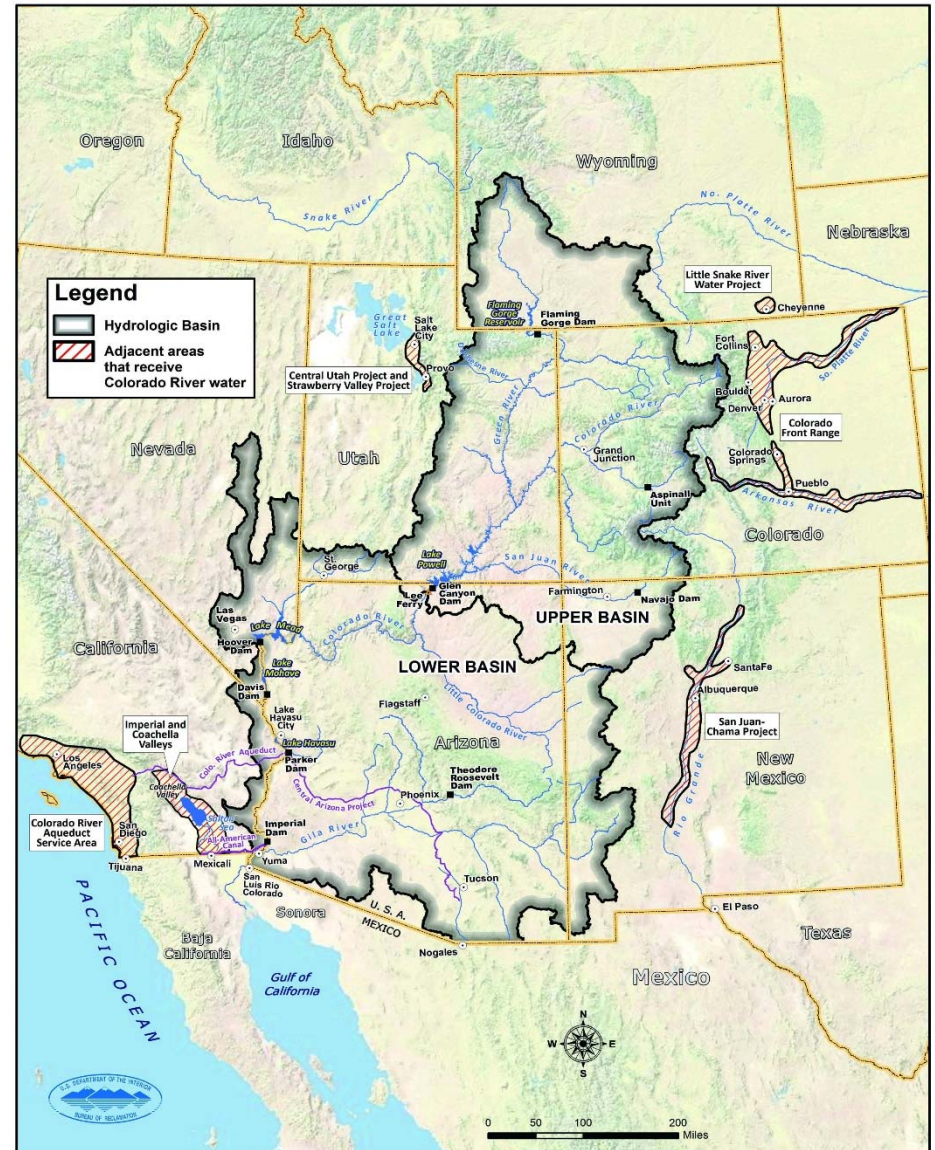 Oregon
Idaho
Wyoming
Snake River
No. Platte River
Nebraska
Legend
Hydrologic Basin
Adjacent areas
that receive
Colorado River water
Great
Salt
Lake
Salt
Lake
City
Provo
Central Utah Project and
Strawberry Valley Project
Flaming
Gorge
Reservoir
Flaming
Gorge Dam
Little Snake River
Water Project
Cheyenne
Fort
Collins
So. Platte River
Boulder
Denver
Aurora
Colorado
Front Range
Colorado
Springs
Pueblo
Arkansas River
Colorado
Green River
Colorado River
Grand
Junction
Aspinall
Unit
Nevada
Utah
St.
George
Lake
Powell
San Juan River
Lee
Ferry
Glen
Canyon
Dam
Farmington
Navajo Dam
UPPER BASIN
LOWER BASIN
Las
Vegas
Lake Mead
Colorado River
Hoover
Dam
California
Lake
Mohave
Davis
Dam
Lake
Havasu
City
Flagstaff
Little Colorado River
SantaFe
Albuquerque
San Juan-
Chama Project
New
Mexico
Rio Grande
Imperial and
Coachella
Valleys
Colo. River Aqueduct
Lake Havasu
Parker
Dam
Arizona
Theodore
Roosevelt
Dam
Phoenix
Central Arizona Project
Los
Angeles
Coachella
Valley
Salton
Sea
Colorado River
Aqueduct
Service Area
San
Diego
All-American
Canal
Imperial
Dam
Gila River
Tijuana
Mexicali
Yuma
San
Luis Rio
Colorado
Tucson
Sonora
U. S. A.
MEXICO
Nogales
El Paso
Texas
Mexico
PACIFIC OCEAN
Baja
California
Gulf of
California
N
W E
S
U.S. DEPARTMENT OF THE INTERIOR
BUREAU OF RECLAMATION
0 50 100 200
Miles